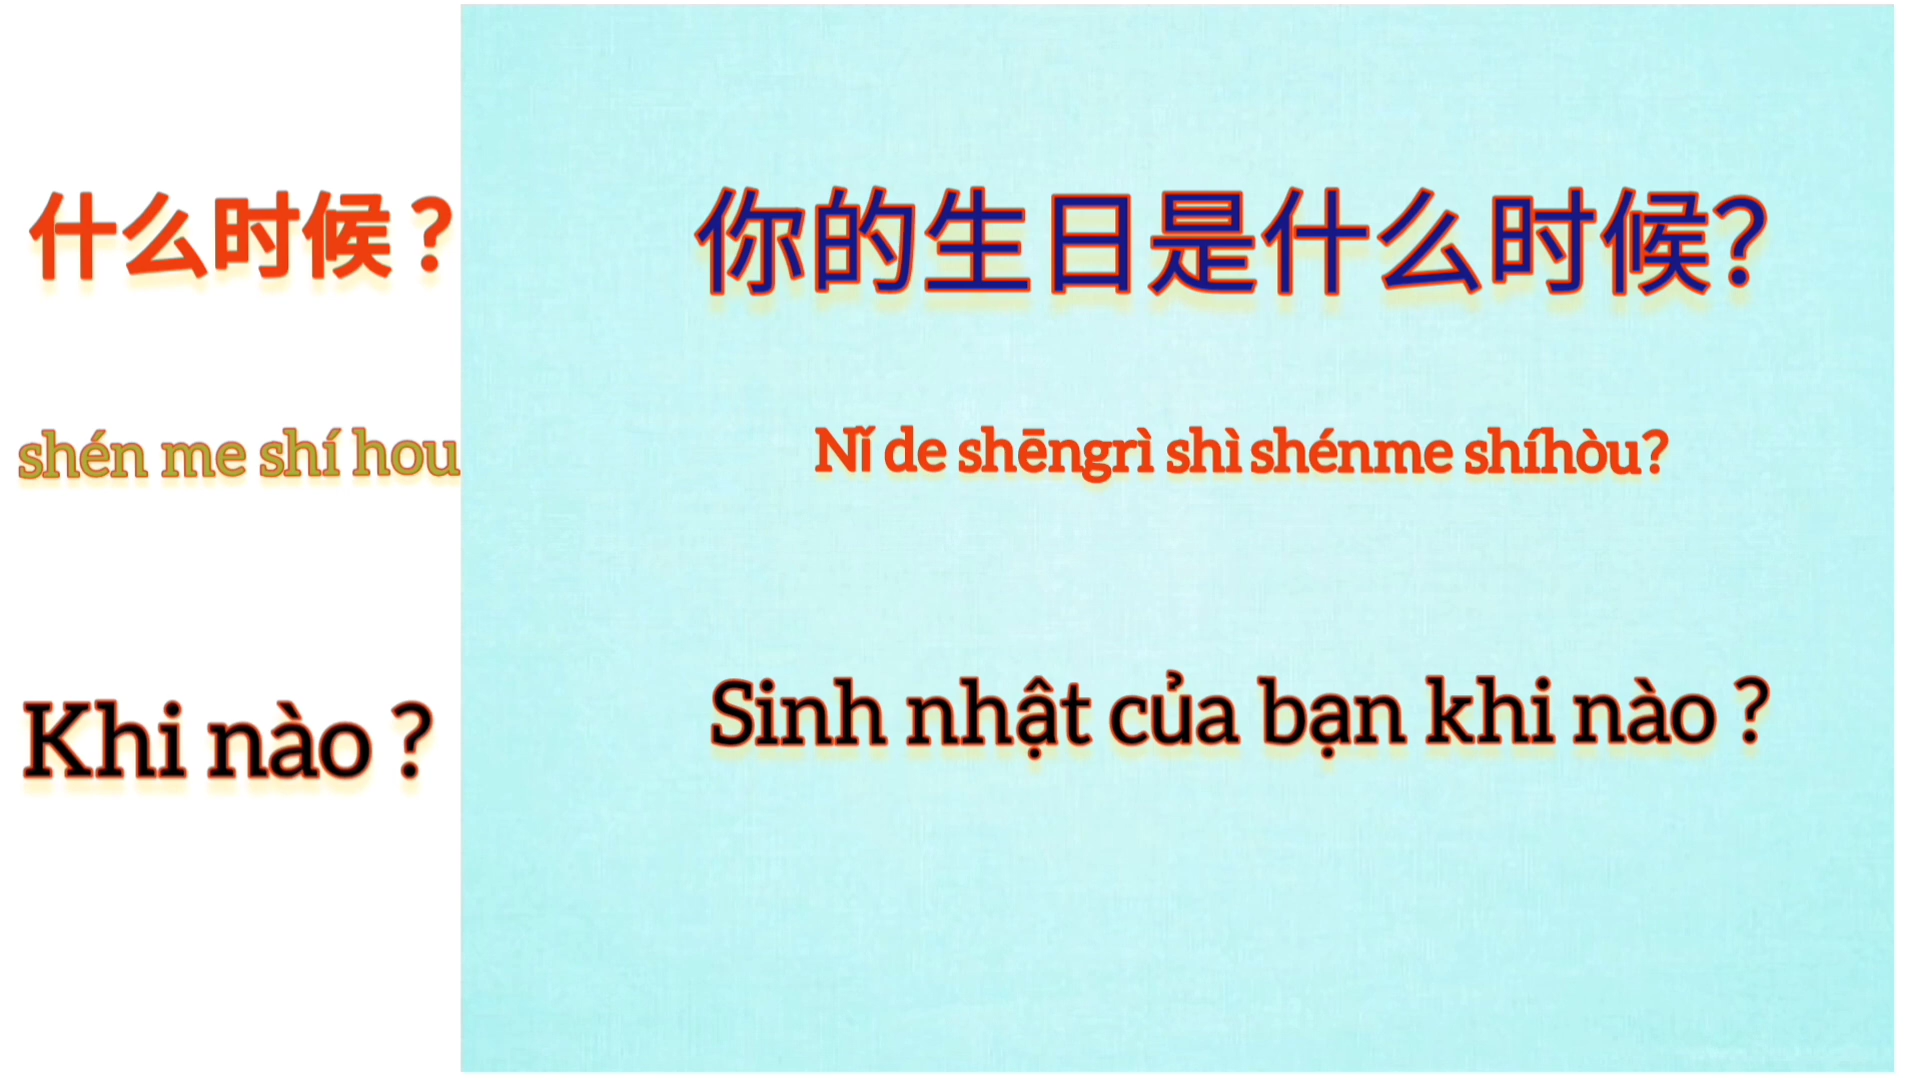 什么时候？
shén me shí hou
Khi nào ?
你的生日是什么时候?
Nǐ de shēngrì shì shénme shíhòu?
Sinh nhật của bạn khi nào ?